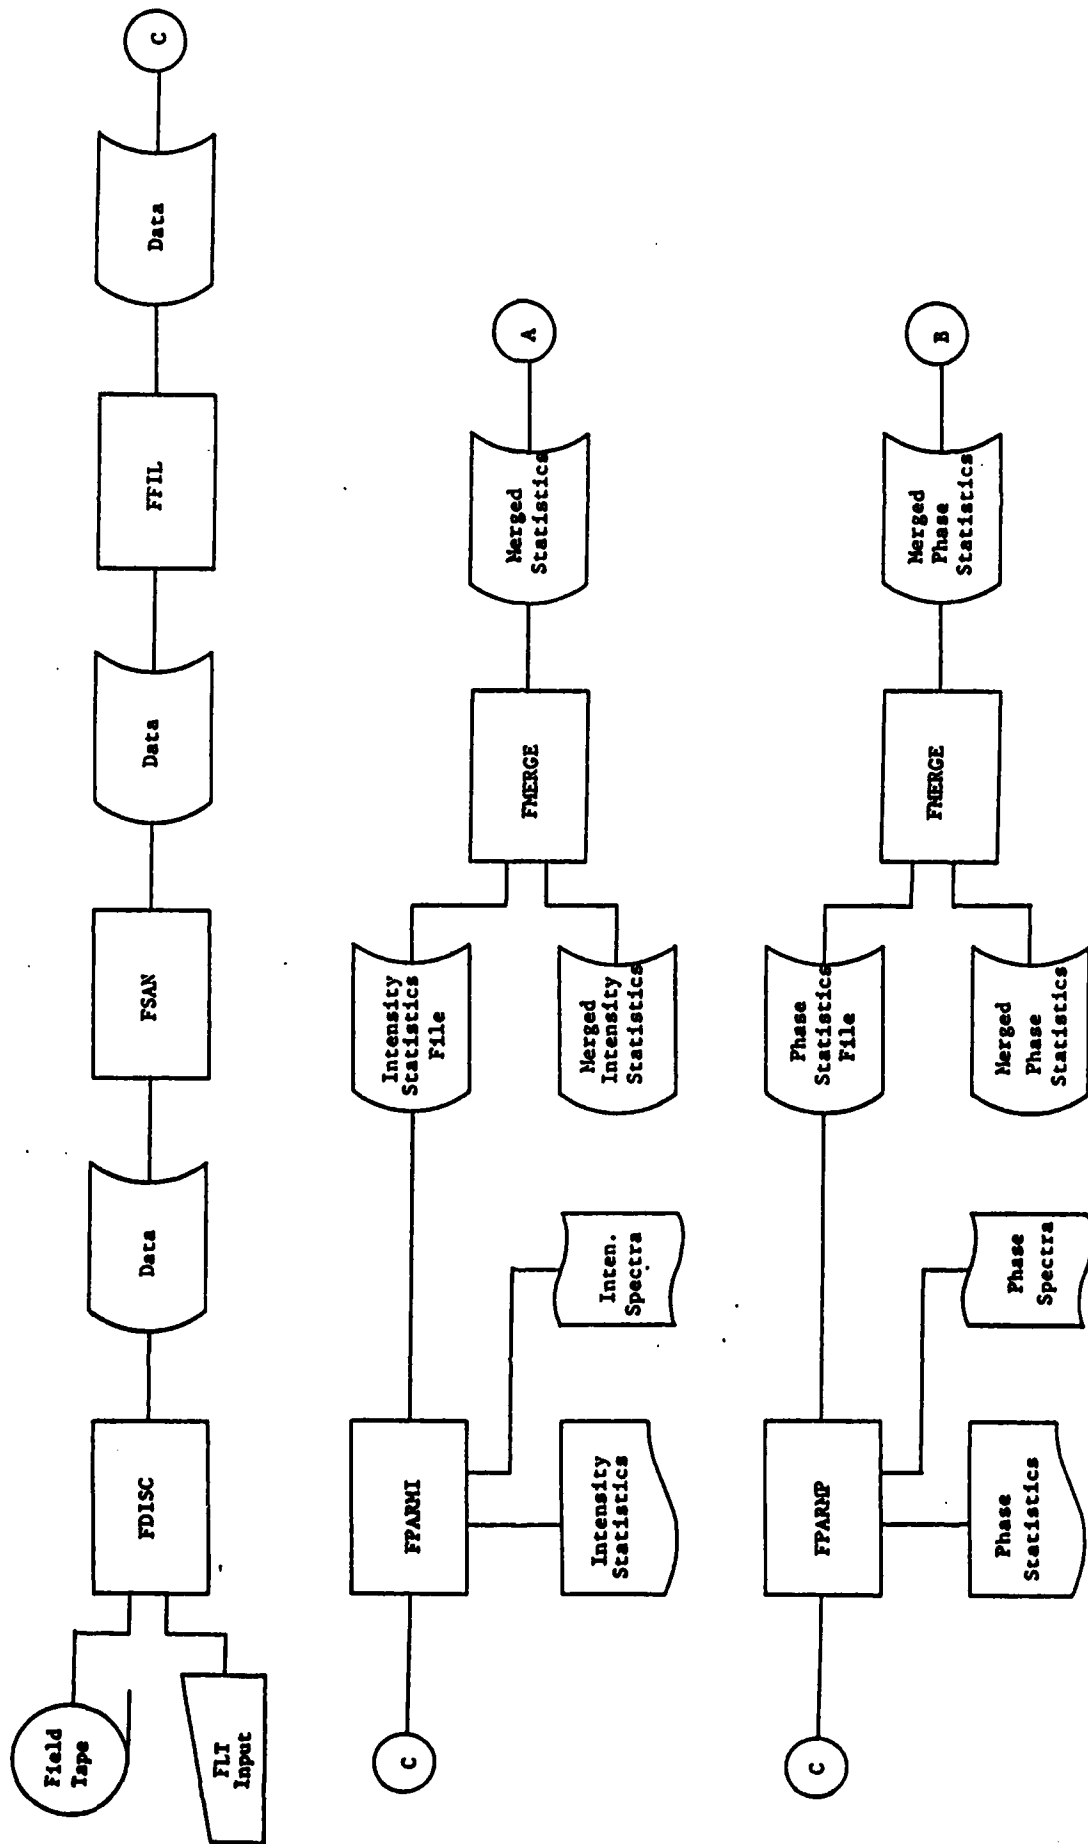 Field
Tape
FLT
Input
FDISC
Data
FSAN
Data
FFIL
Data
C
C
FPARMI
Intensity
Statistics
Inten.
Spectra
Intensity
Statistics
File
Merged
Intensity
Statistics
FMERGE
Merged
Statistics
A
C
FPARMP
Phase
Statistics
Phase
Spectra
Phase
Statistics
File
Merged
Phase
Statistics
FMERGE
Merged
Phase
Statistics
B